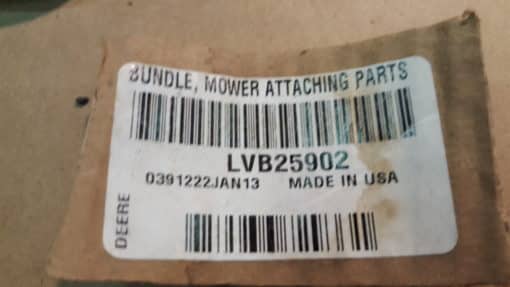 BUNDLE, MOWER ATTACHING PARTS
LVB25902
0391222JAN13 MADE IN USA
DEERE